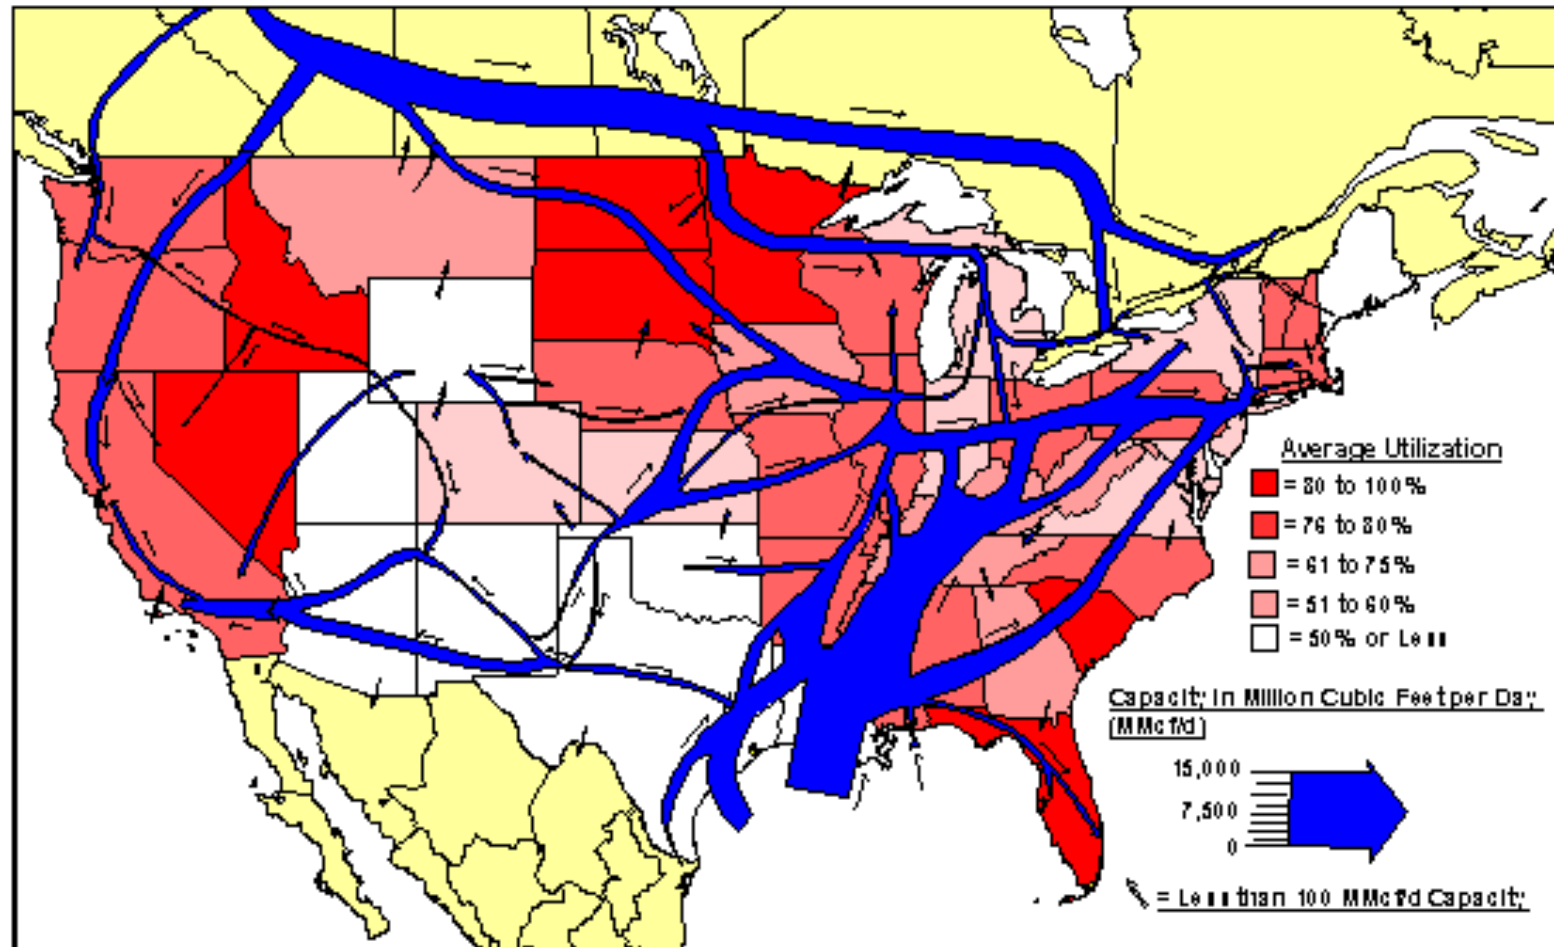 Average Utilization
= 80 to 100%
= 76 to 80%
= 61 to 75%
= 51 to 60%
= 50% or Less
Capacity in Million Cubic Feet per Day
(MMcf/d)
15,000
7,500
0
= Less than 100 MMcf/d Capacity